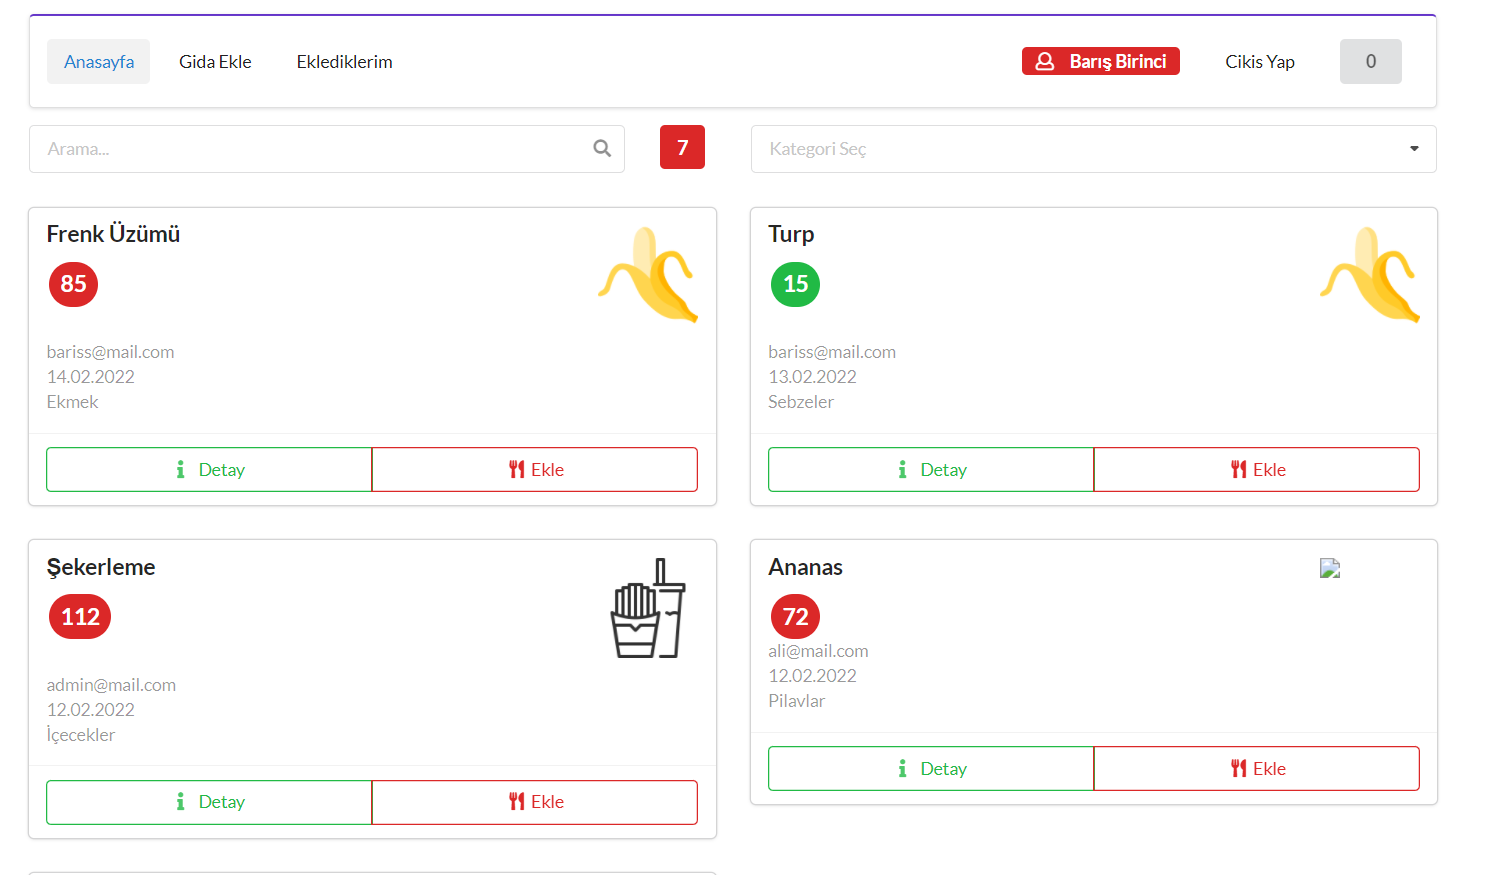 Anasayfa Gida Ekle Eklediklerim Barış Birinci Cikis Yap 0
Arama... 7 Kategori Seç
Frenk Üzümü
85
bariss@mail.com
14.02.2022
Ekmek
Detay Ekle
Turp
15
bariss@mail.com
13.02.2022
Sebzeler
Detay Ekle
Şekerleme
112
admin@mail.com
12.02.2022
İçecekler
Detay Ekle
Ananas
72
ali@mail.com
12.02.2022
Pilavlar
Detay Ekle